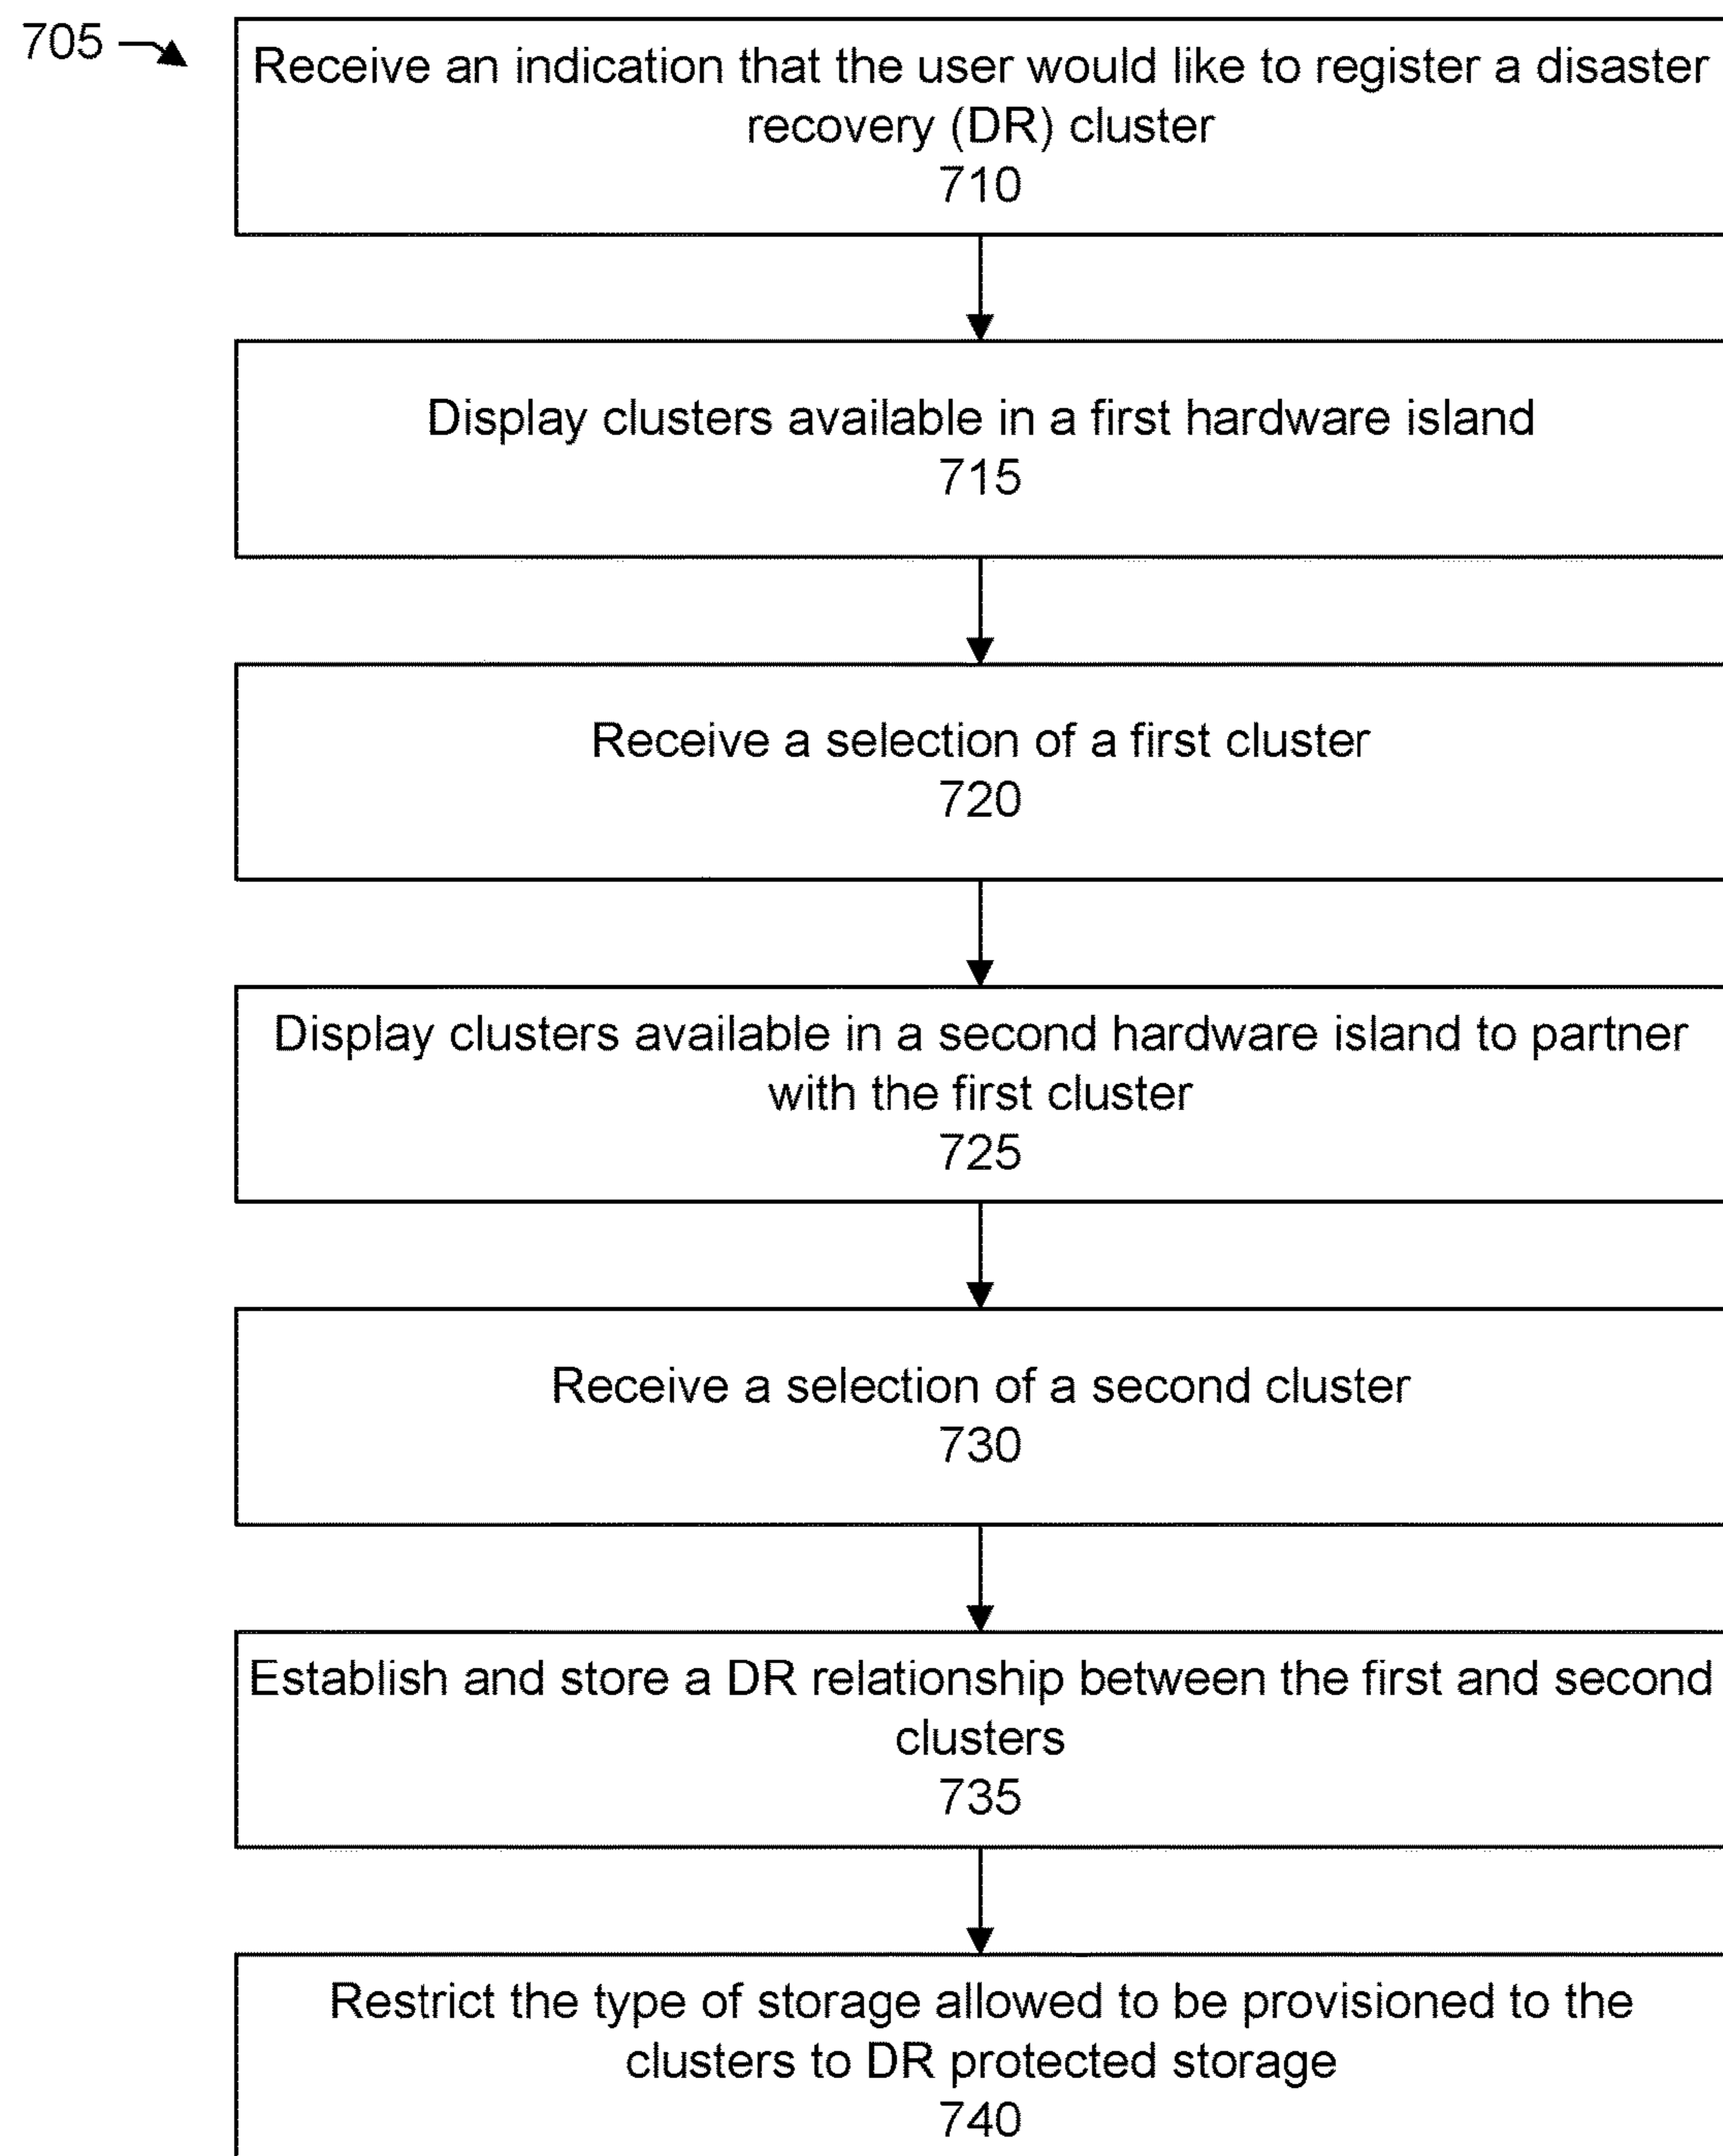 705
Receive an indication that the user would like to register a disaster
recovery (DR) cluster
710
Display clusters available in a first hardware island
715
Receive a selection of a first cluster
720
Display clusters available in a second hardware island to partner
with the first cluster
725
Receive a selection of a second cluster
730
Establish and store a DR relationship between the first and second
clusters
735
Restrict the type of storage allowed to be provisioned to the
clusters to DR protected storage
740